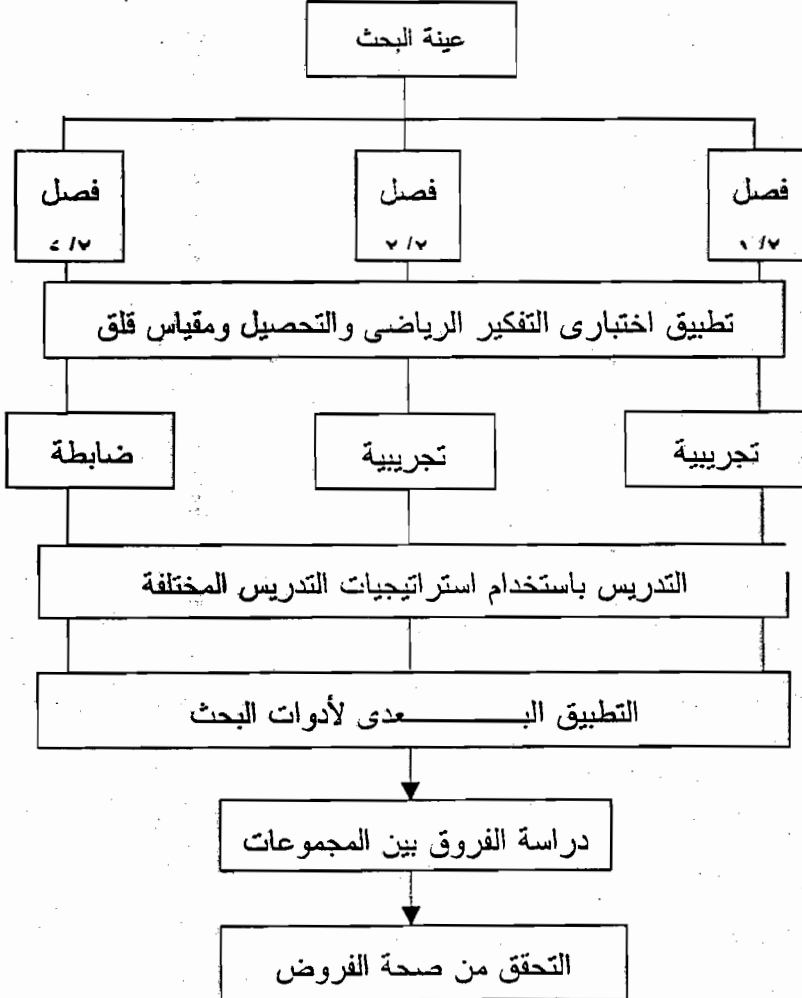 عينة البحث
فصل
فصل
فصل
تطبيق اختبارى التفكير الرياضى والتحصيل ومقياس قلق
تجريبية
تجريبية
ضابطة
التدريس باستخدام استراتيجيات التدريس المختلفة
التطبيق البـــــــــعدى لأدوات البحث
دراسة الفروق بين المجموعات
التحقق من صحة الفروض